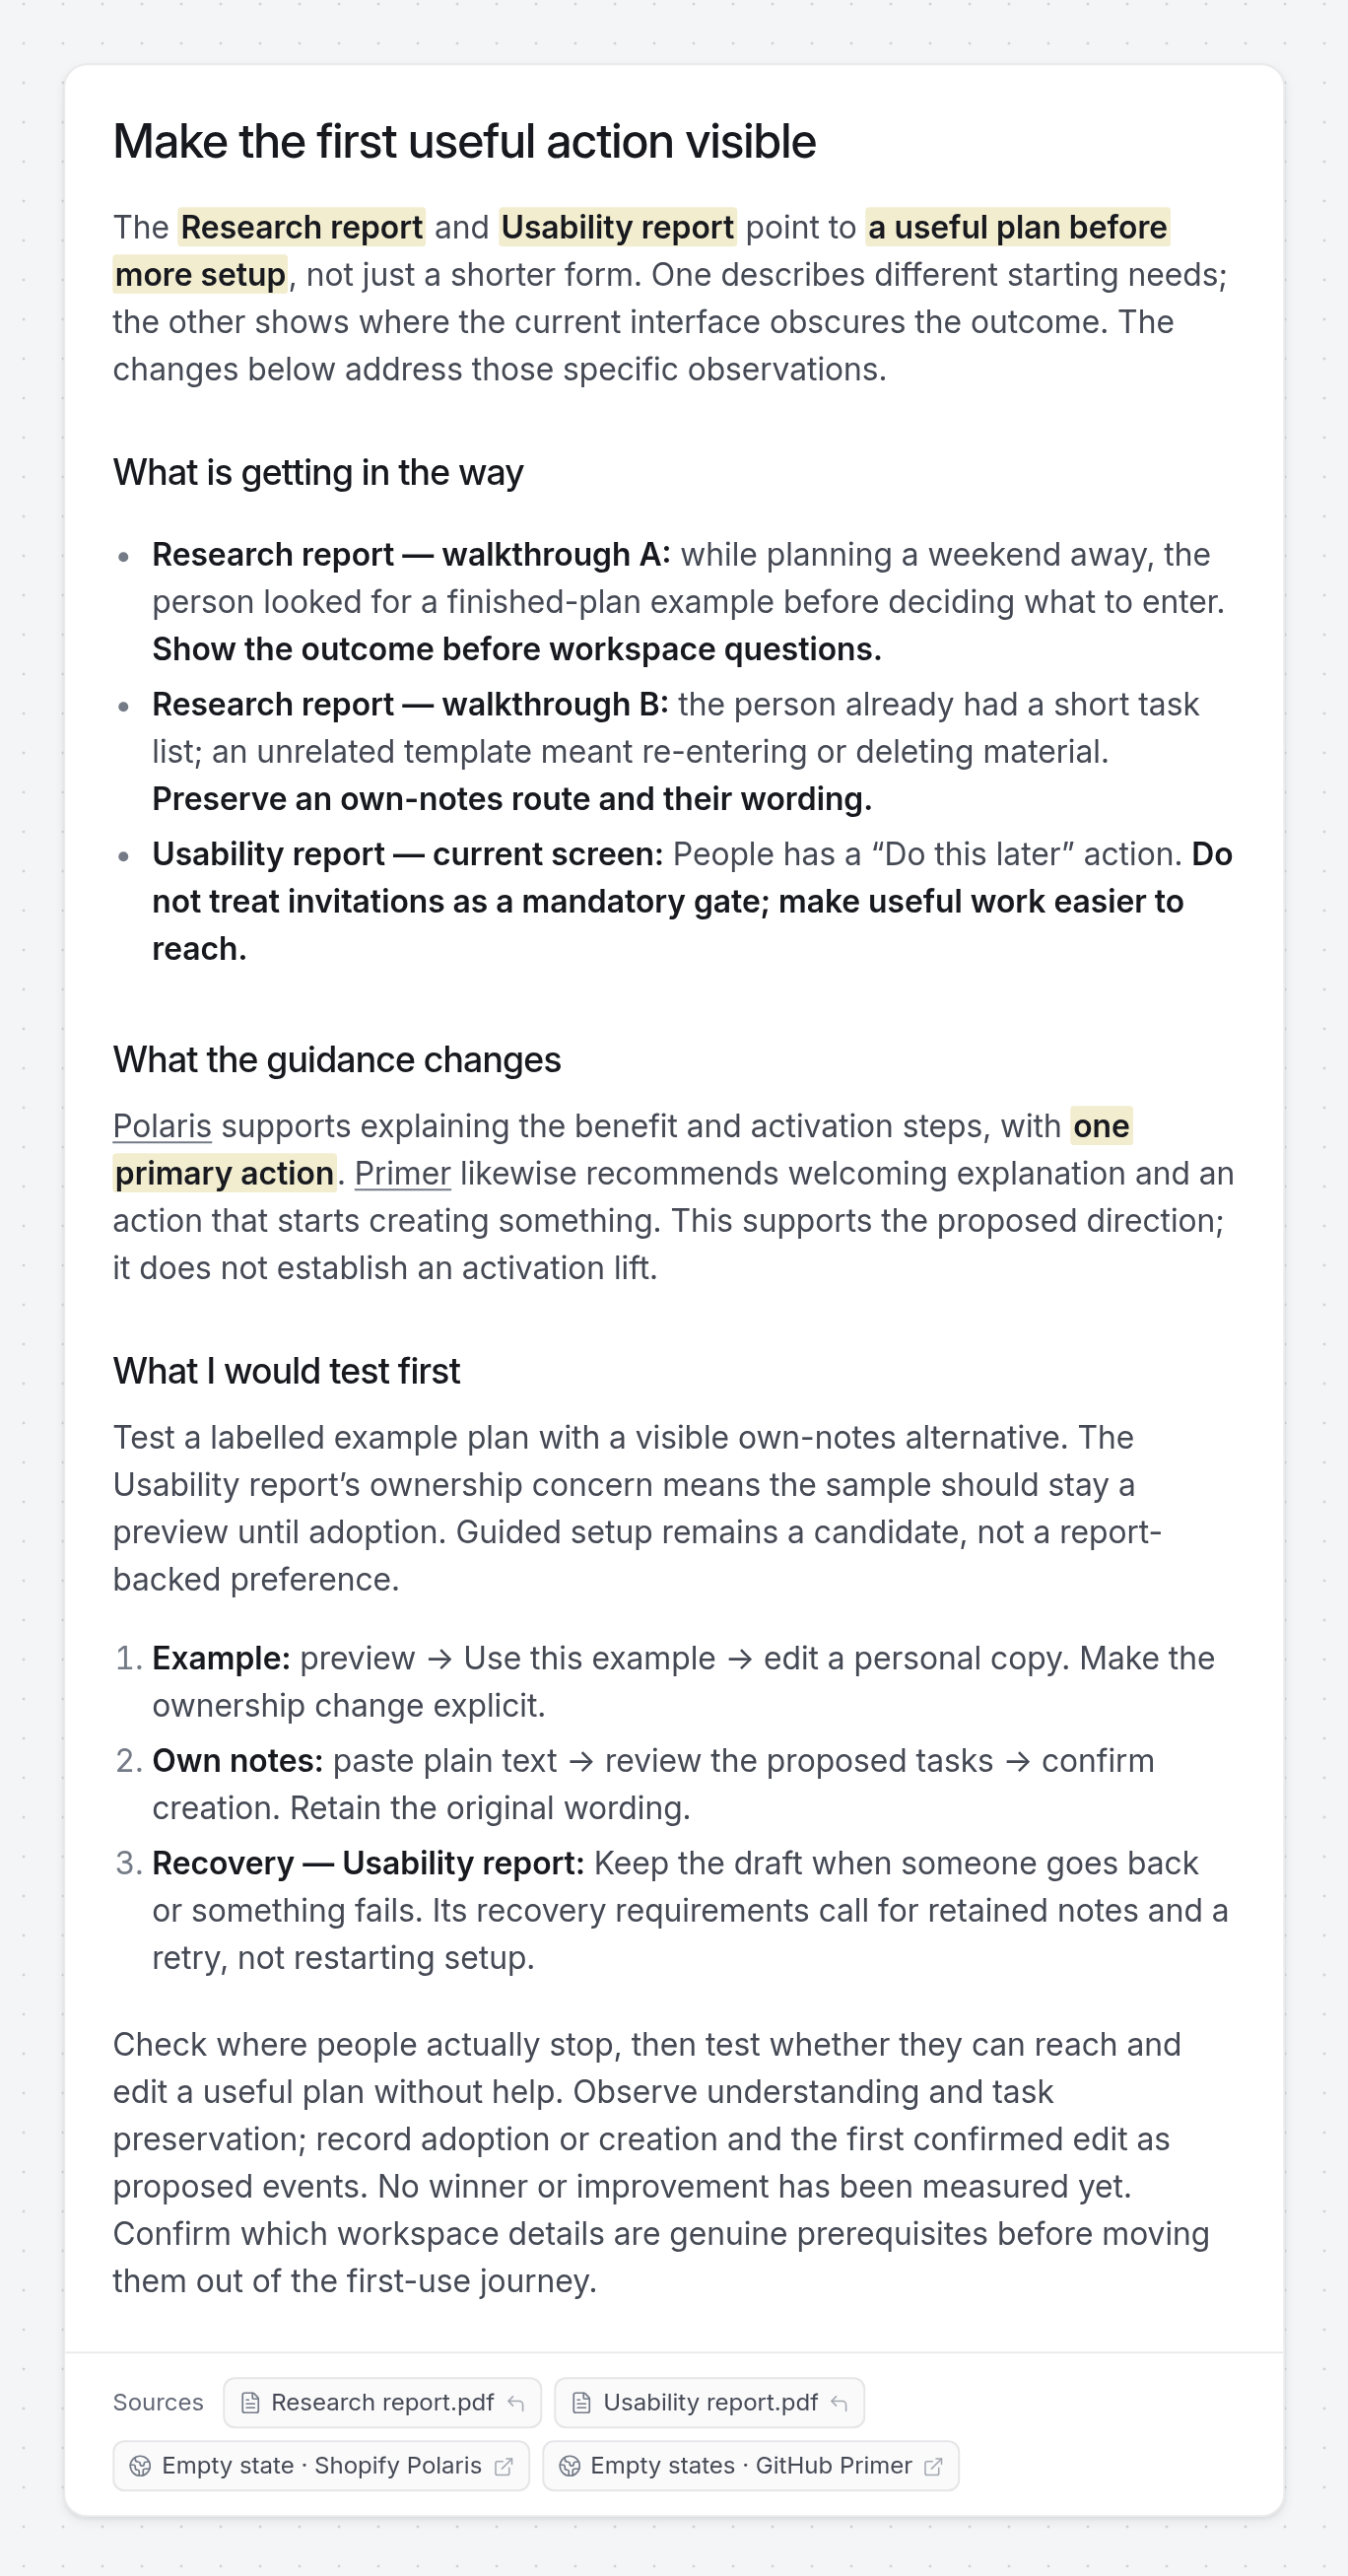 Make the first useful action visible
The Research report and Usability report point to a useful plan before
more setup, not just a shorter form. One describes different starting needs;
the other shows where the current interface obscures the outcome. The
changes below address those specific observations.
What is getting in the way
• Research report — walkthrough A: while planning a weekend away, the
person looked for a finished-plan example before deciding what to enter.
Show the outcome before workspace questions.
• Research report — walkthrough B: the person already had a short task
list; an unrelated template meant re-entering or deleting material.
Preserve an own-notes route and their wording.
• Usability report — current screen: People has a “Do this later” action. Do
not treat invitations as a mandatory gate; make useful work easier to
reach.
What the guidance changes
Polaris supports explaining the benefit and activation steps, with one
primary action. Primer likewise recommends welcoming explanation and an
action that starts creating something. This supports the proposed direction;
it does not establish an activation lift.
What I would test first
Test a labelled example plan with a visible own-notes alternative. The
Usability report’s ownership concern means the sample should stay a
preview until adoption. Guided setup remains a candidate, not a report-
backed preference.
1. Example: preview → Use this example → edit a personal copy. Make the
ownership change explicit.
2. Own notes: paste plain text → review the proposed tasks → confirm
creation. Retain the original wording.
3. Recovery — Usability report: Keep the draft when someone goes back
or something fails. Its recovery requirements call for retained notes and a
retry, not restarting setup.
Check where people actually stop, then test whether they can reach and
edit a useful plan without help. Observe understanding and task
preservation; record adoption or creation and the first confirmed edit as
proposed events. No winner or improvement has been measured yet.
Confirm which workspace details are genuine prerequisites before moving
them out of the first-use journey.
Sources Research report.pdf Usability report.pdf
Empty state · Shopify Polaris Empty states · GitHub Primer